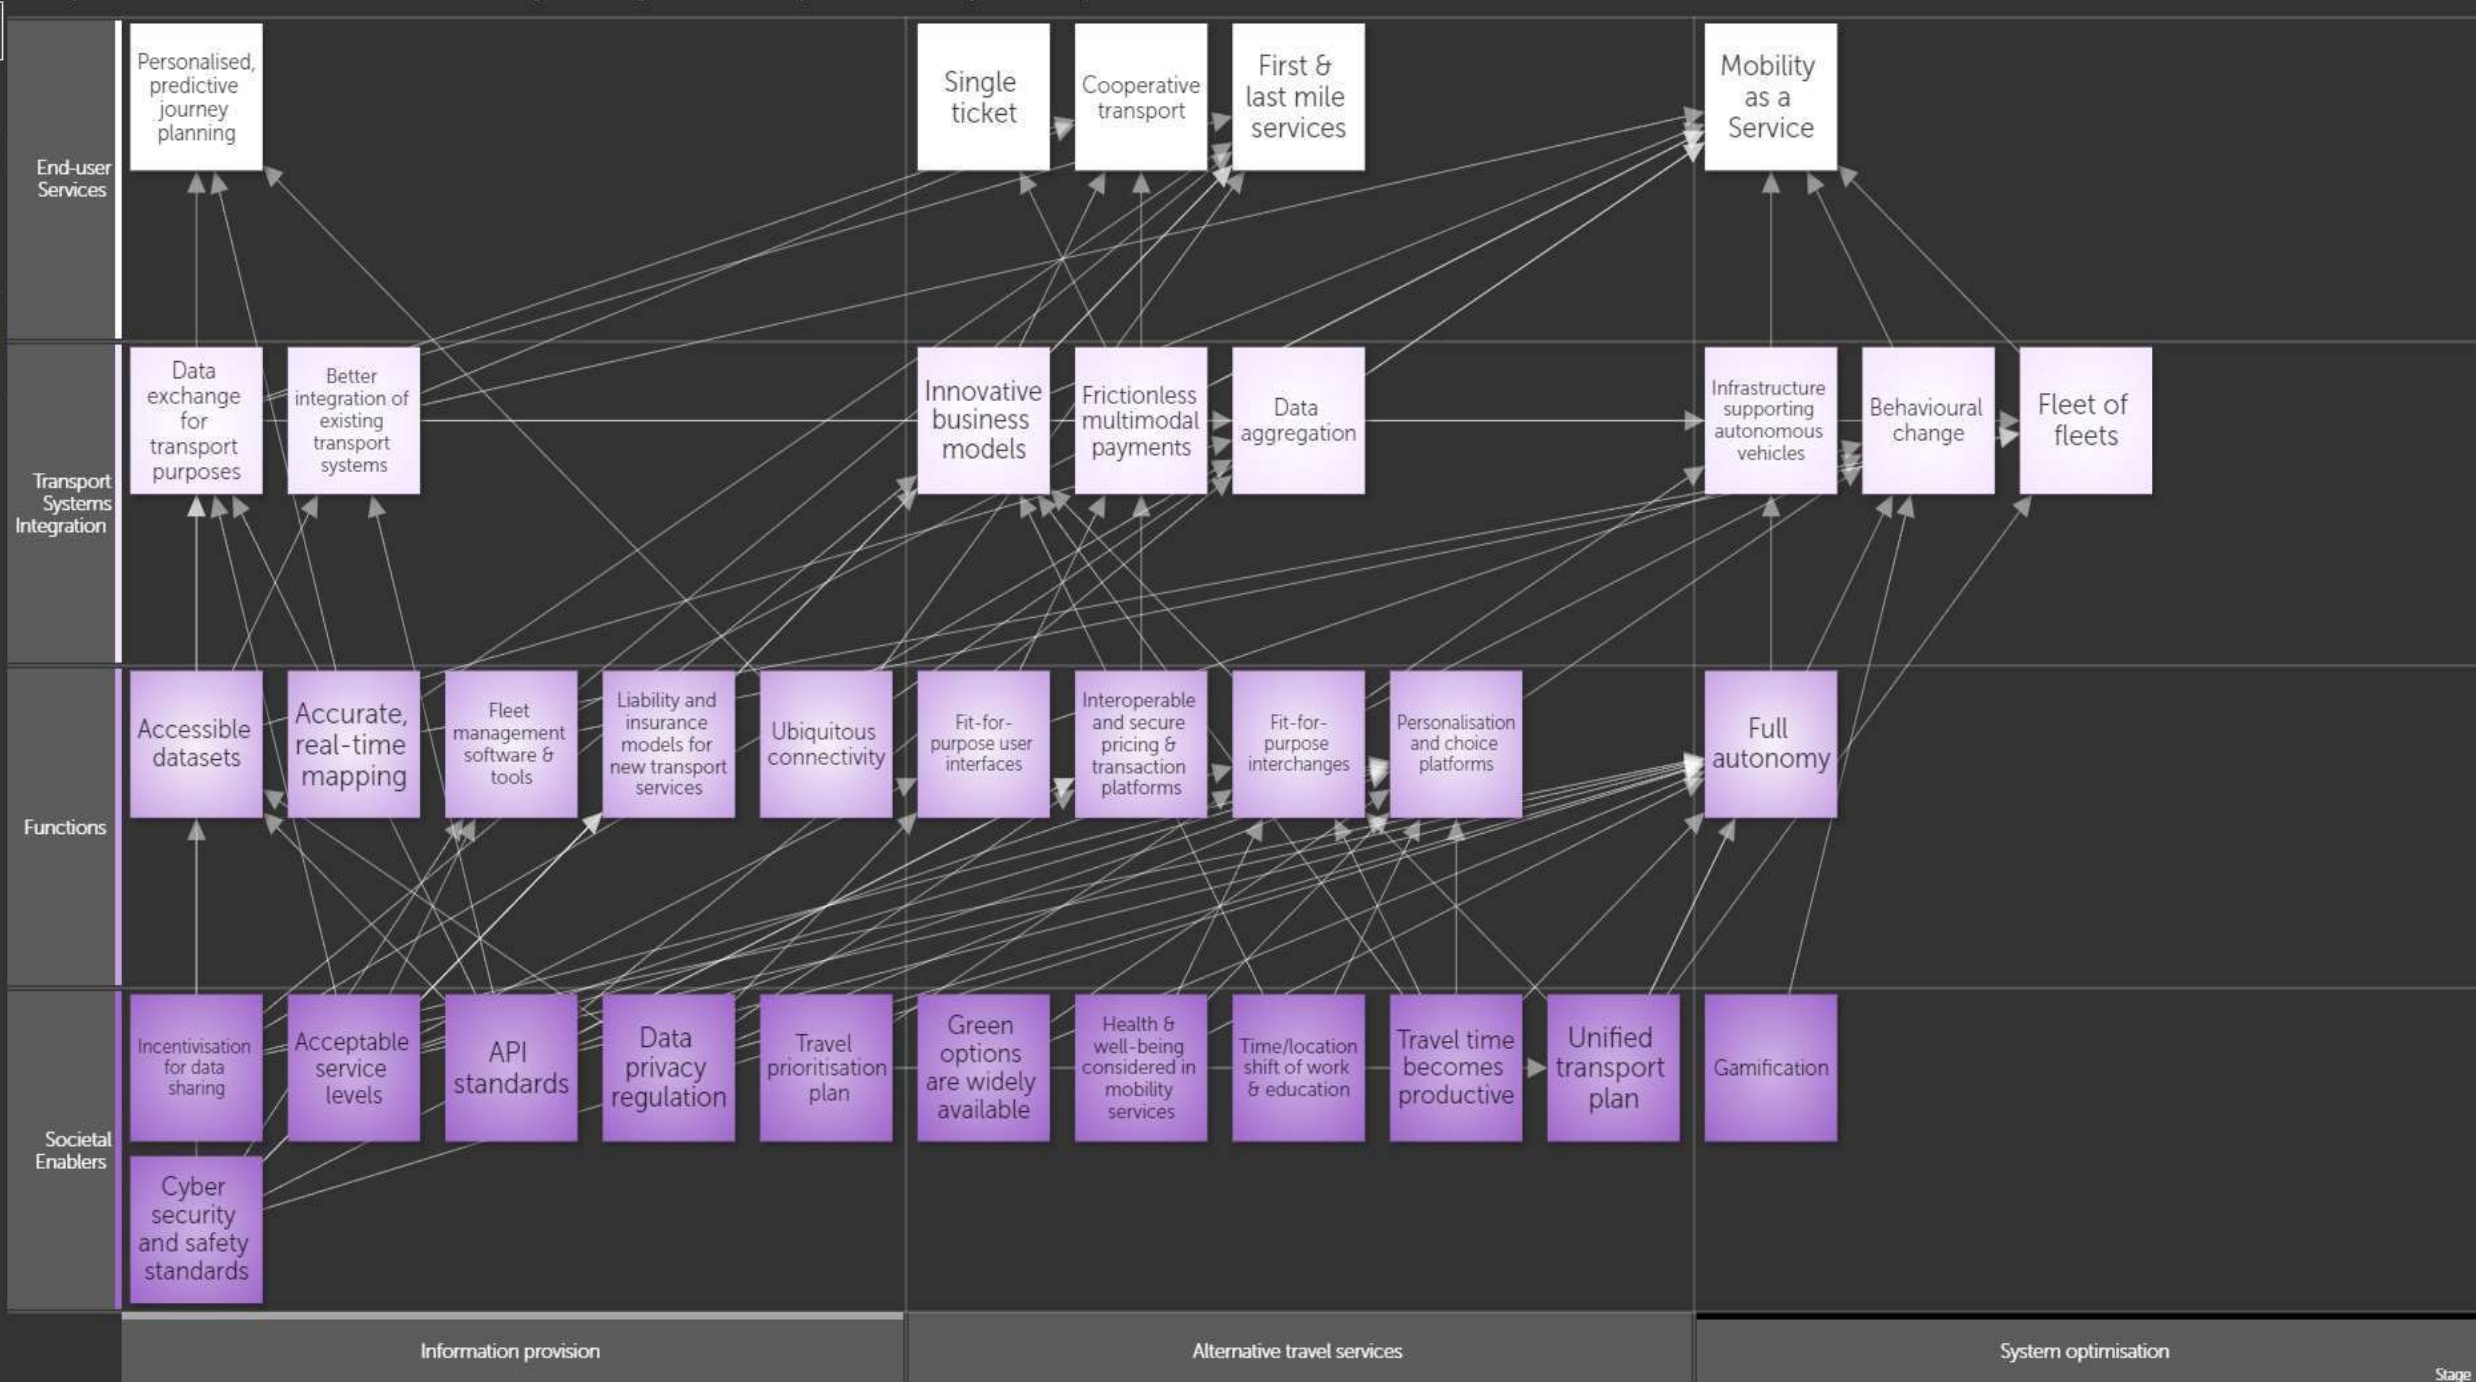 Personalised,
predictive
journey
planning
Single
ticket
Cooperative
transport
First &
last mile
services
Mobility
as a
Service
End-user
Services
Data
exchange
for
transport
purposes
Better
integration of
existing
transport
systems
Innovative
business
models
Frictionless
multimodal
payments
Data
aggregation
Infrastructure
supporting
autonomous
vehicles
Behavioural
change
Fleet of
fleets
Transport
Systems
Integration
Accessible
datasets
Accurate,
real-time
mapping
Fleet
management
software &
tools
Liability and
insurance
models for
new transport
services
Ubiquitous
connectivity
Fit-for-
purpose user
interfaces
Interoperable
and secure
pricing &
transaction
platforms
Fit-for-
purpose
interchanges
Personalisation
and choice
platforms
Full
autonomy
Functions
Incentivisation
for data
sharing
Acceptable
service
levels
API
standards
Data
privacy
regulation
Travel
prioritisation
plan
Green
options
are widely
available
Health &
well-being
considered in
mobility
services
Time/location
shift of work
& education
Travel time
becomes
productive
Unified
transport
plan
Gamification
Societal
Enablers
Cyber
security
and safety
standards
Information provision
Alternative travel services
System optimisation
Stage